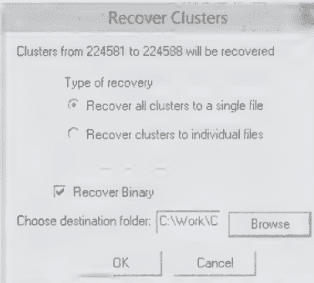 Recover Clusters
Clusters from 224581 to 224588 will be recovered
Type of recovery
Recover all clusters to a single file
Recover clusters to individual files
Recover Binary
Choose destination folder: C:\Work\C Browse
OK Cancel